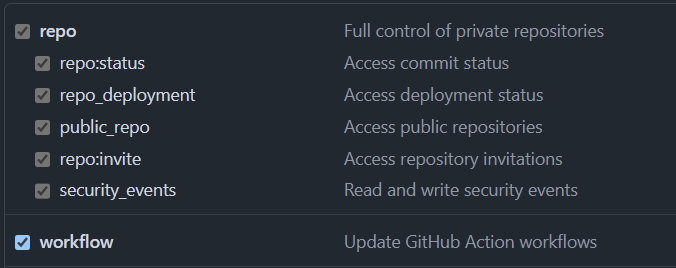 repo Full control of private repositories
repo:status Access commit status
repo_deployment Access deployment status
public_repo Access public repositories
repo:invite Access repository invitations
security_events Read and write security events
workflow Update GitHub Action workflows